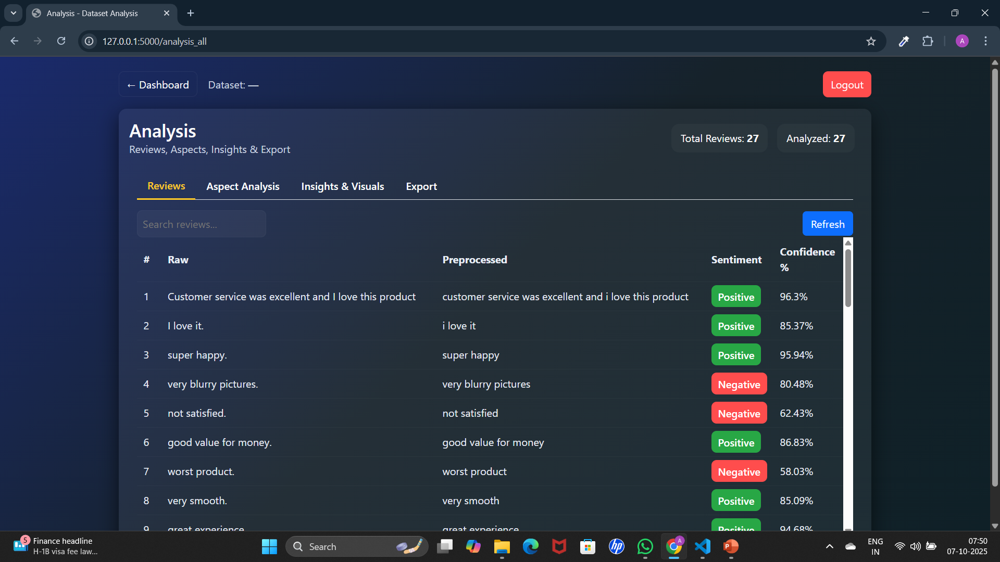 Analysis - Dataset Analysis
127.0.0.1:5000/analysis_all
A
← Dashboard
Dataset: —
Logout
Analysis
Reviews, Aspects, Insights & Export
Total Reviews: 27
Analyzed: 27
Reviews
Aspect Analysis
Insights & Visuals
Export
Search reviews...
Refresh
# Raw Preprocessed Sentiment Confidence %
1 Customer service was excellent and I love this product customer service was excellent and i love this product Positive 96.3%
2 I love it. i love it Positive 85.37%
3 super happy. super happy Positive 95.94%
4 very blurry pictures. very blurry pictures Negative 80.48%
5 not satisfied. not satisfied Negative 62.43%
6 good value for money. good value for money Positive 86.83%
7 worst product. worst product Negative 58.03%
8 very smooth. very smooth Positive 85.09%
9 great experience great experience Positive 94.68%
5
Finance headline
H-1B visa fee law...
Search
hp
A
P
ENG
IN
07:50
07-10-2025